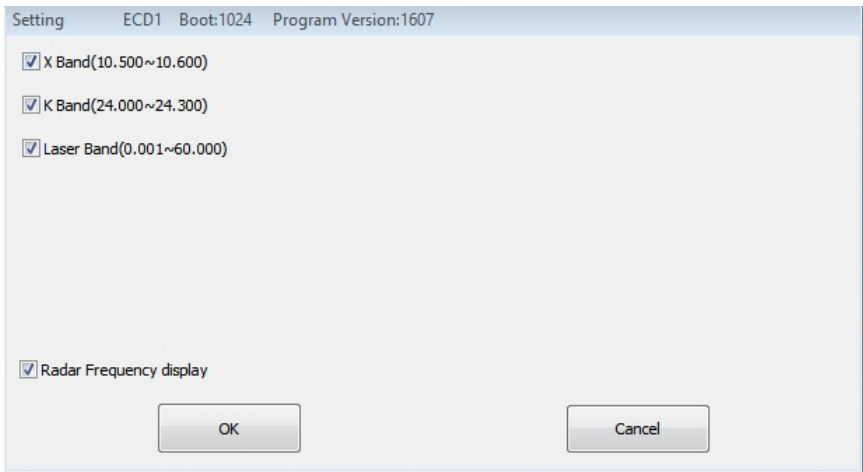 Setting ECD1 Boot:1024 Program Version:1607
X Band(10.500~10.600)
K Band(24.000~24.300)
Laser Band(0.001~60.000)
Radar Frequency display
OK Cancel